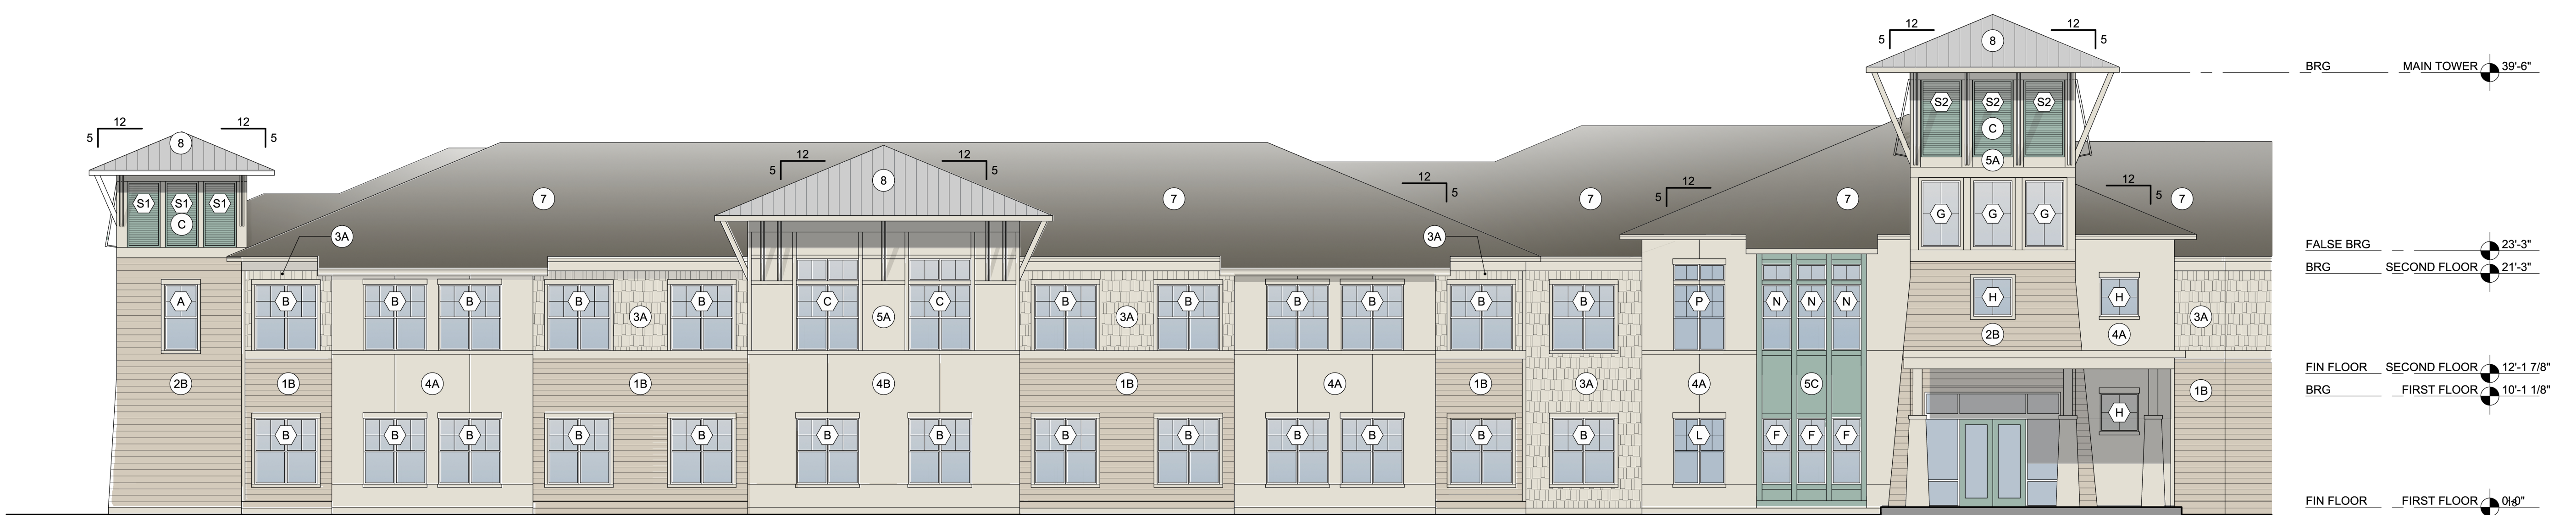 12 12
5 8 5
BRG MAIN TOWER 39'-6"
S2 S2 S2
C
12 12
5 8 5
5A
12 12
5 8 5
12
5
12
5
12
5
S1 S1 S1
C
7 7 7 7 7
G G G
3A 3A
FALSE BRG 23'-3"
BRG SECOND FLOOR 21'-3"
A B B B B B C C B B B B B B P N N N H H
3A 5A 3A 3A
2B 4A
2B 1B 4A 1B 4B 1B 4A 1B 3A 4A 5C 1B
FIN FLOOR SECOND FLOOR 12'-1 7/8"
BRG FIRST FLOOR 10'-1 1/8"
H
B B B B B B B B B B B B B L F F F
FIN FLOOR FIRST FLOOR 0'-0"